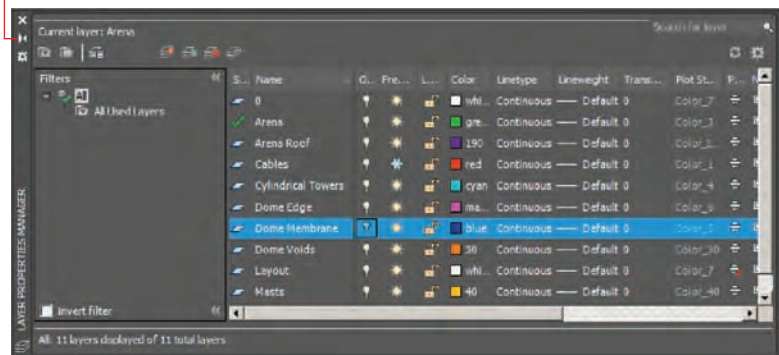 Current layer: Arena
Search for layer
Filters
All
All Used Layers
Invert filter
S... Name O... Fre... L... Color Linetype Lineweight Trans... Plot St... P... N
0 whi... Continuous Default 0 Color_7
Arena gre... Continuous Default 0 Color_3
Arena Roof 190 Continuous Default 0
Cables red Continuous Default 0 Color_1
Cylindrical Towers cyan Continuous Default 0 Color_4
Dome Edge ma... Continuous Default 0 Color_6
Dome Membrane blue Continuous Default 0 Color_5
Dome Voids 30 Continuous Default 0 Color_30
Layout whi... Continuous Default 0 Color_7
Masts 40 Continuous Default 0 Color_40
LAYER PROPERTIES MANAGER
All: 11 layers displayed of 11 total layers